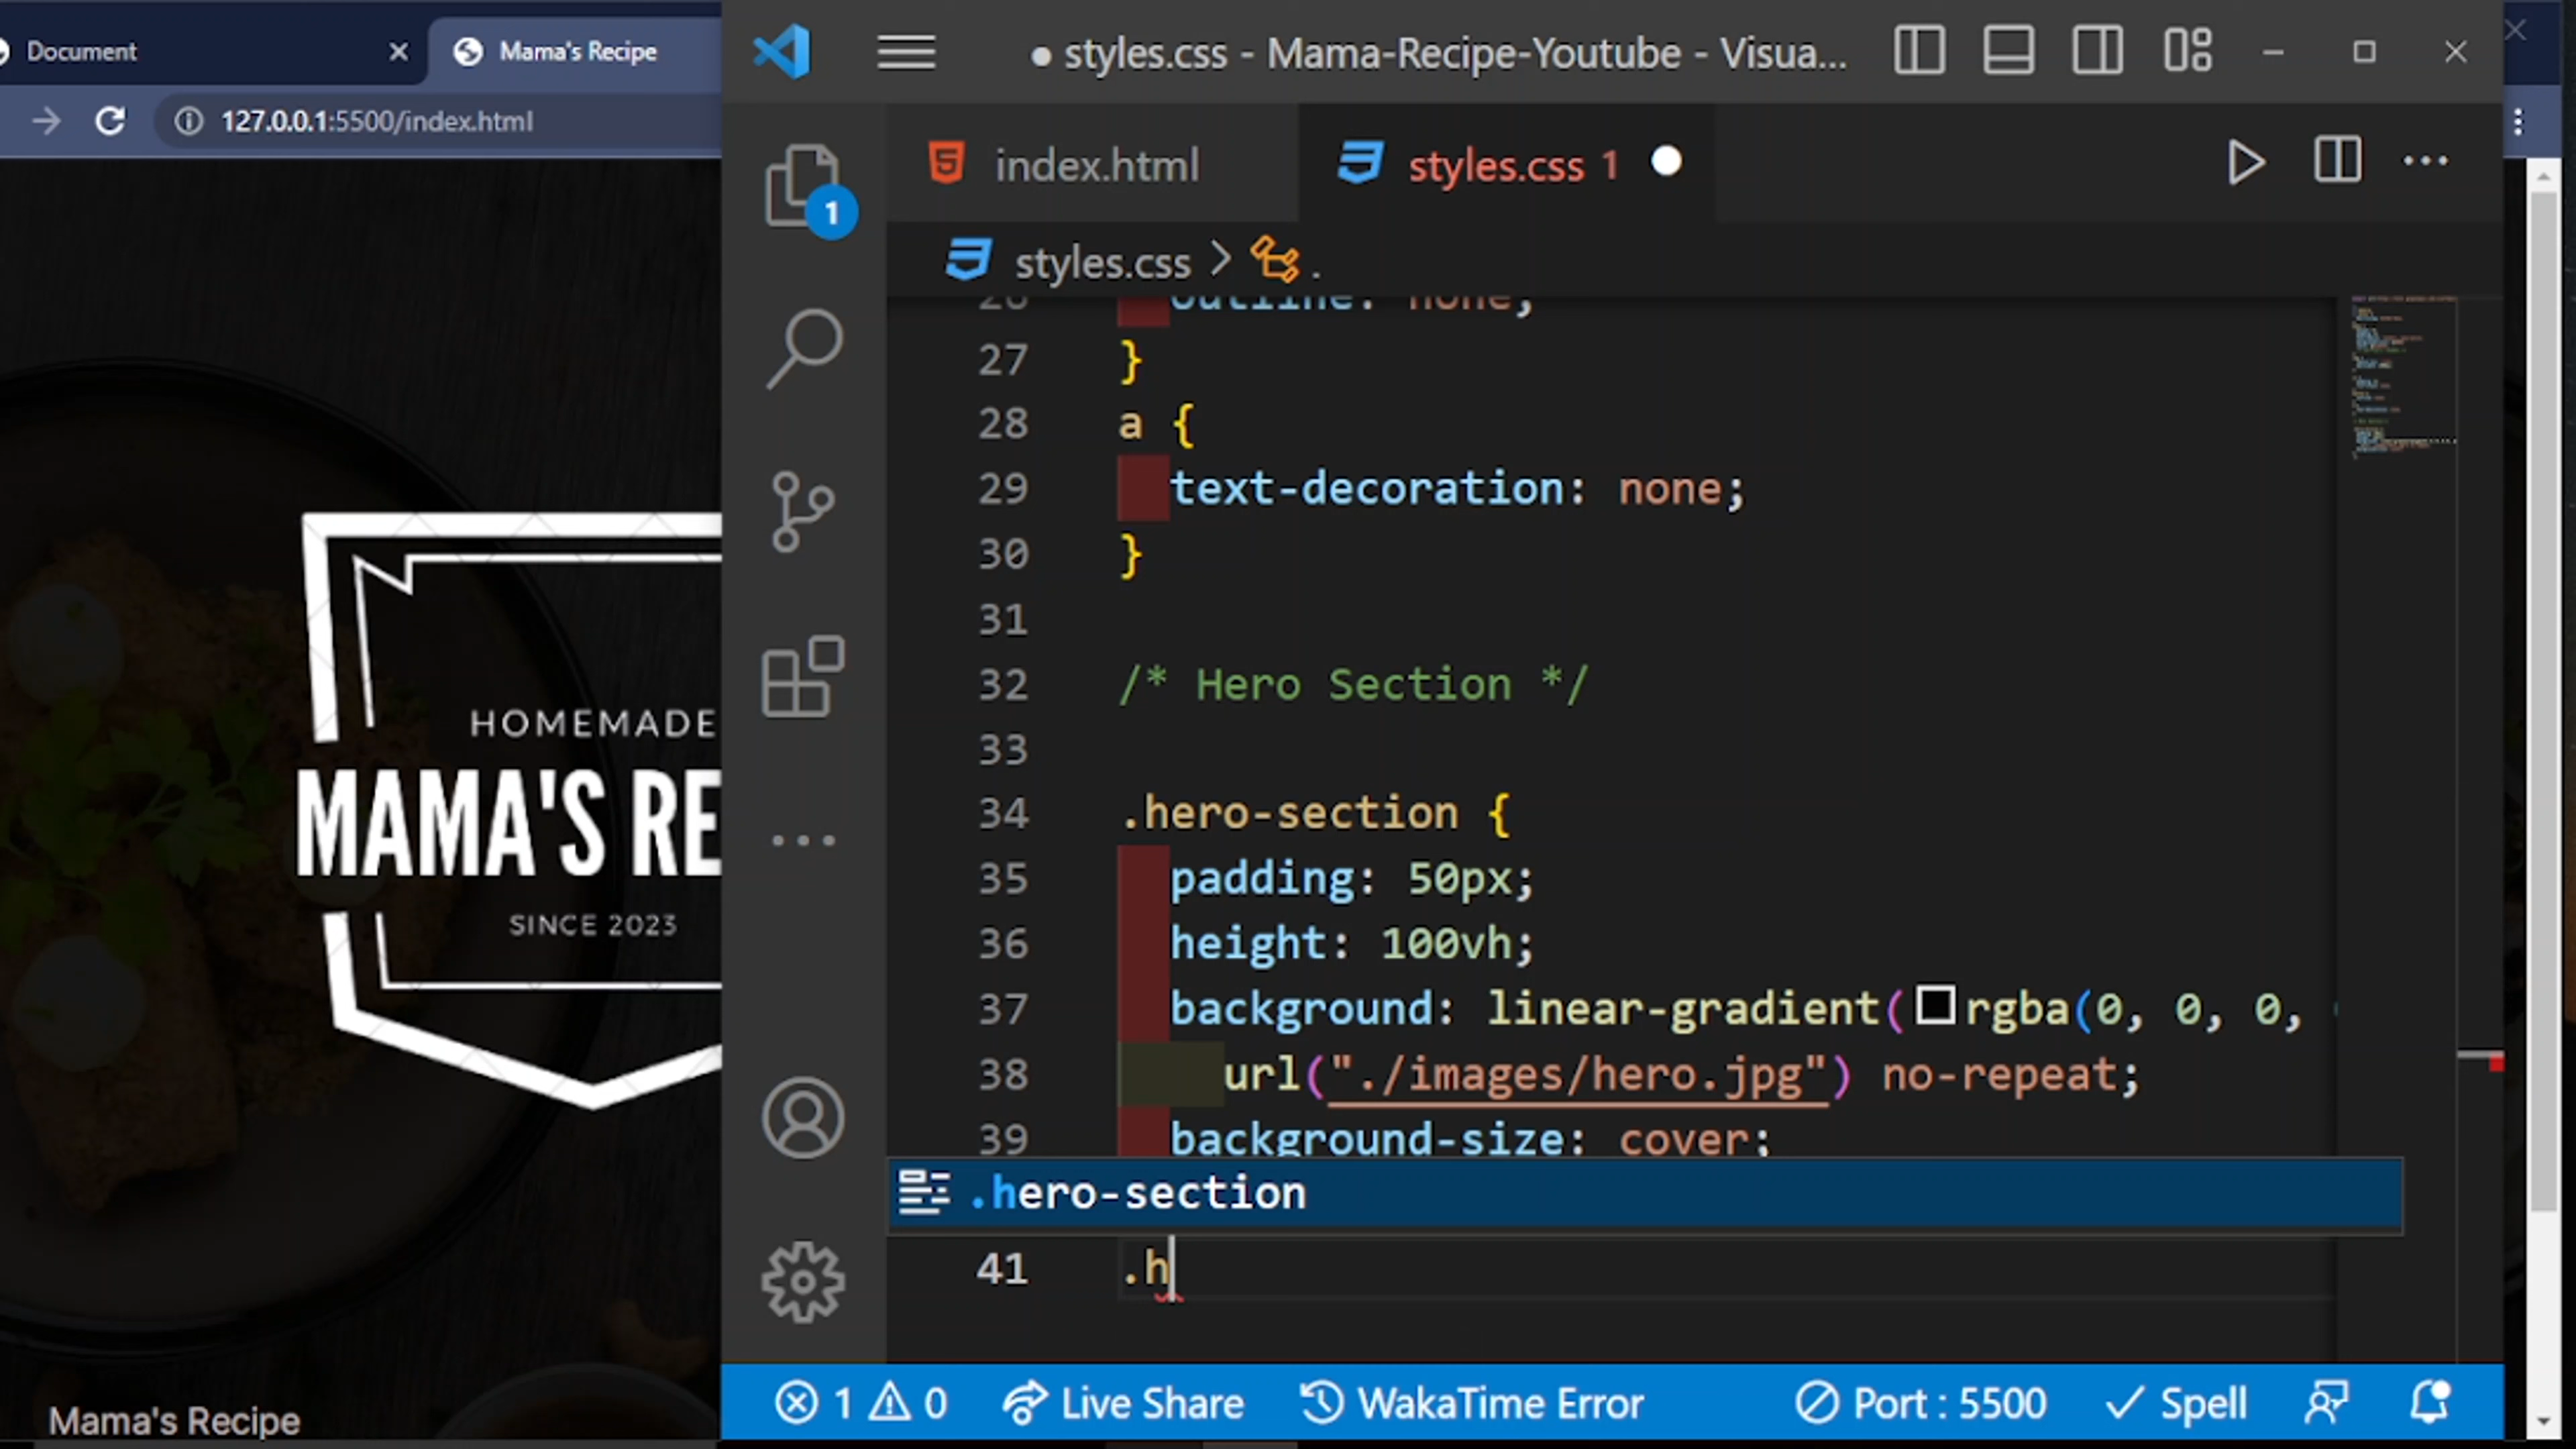 Document
Mama's Recipe
127.0.0.1:5500/index.html
HOMEMADE
MAMA'S RE
SINCE 2023
Mama's Recipe
● styles.css - Mama-Recipe-Youtube - Visua...
index.html
styles.css 1
1
styles.css > .
26 outline: none;
27 }
28 a {
29 text-decoration: none;
30 }
31
32 /* Hero Section */
33
34 .hero-section {
35 padding: 50px;
36 height: 100vh;
37 background: linear-gradient(rgba(0, 0, 0,
38 url("./images/hero.jpg") no-repeat;
39 background-size: cover;
.hero-section
41 .h
1 0 Live Share WakaTime Error Port : 5500 Spell